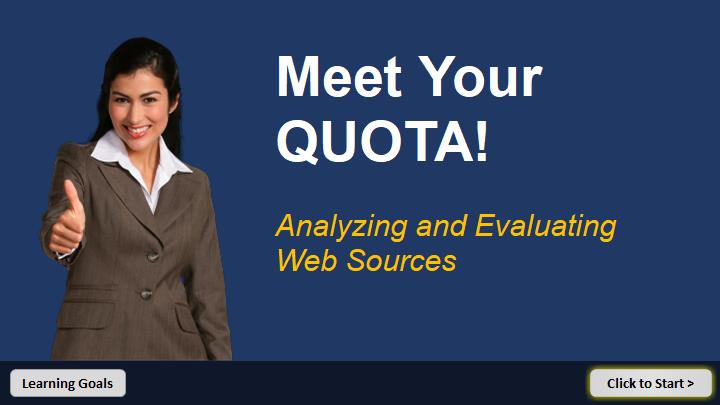 Meet Your
QUOTA!
Analyzing and Evaluating
Web Sources
Learning Goals
Click to Start >